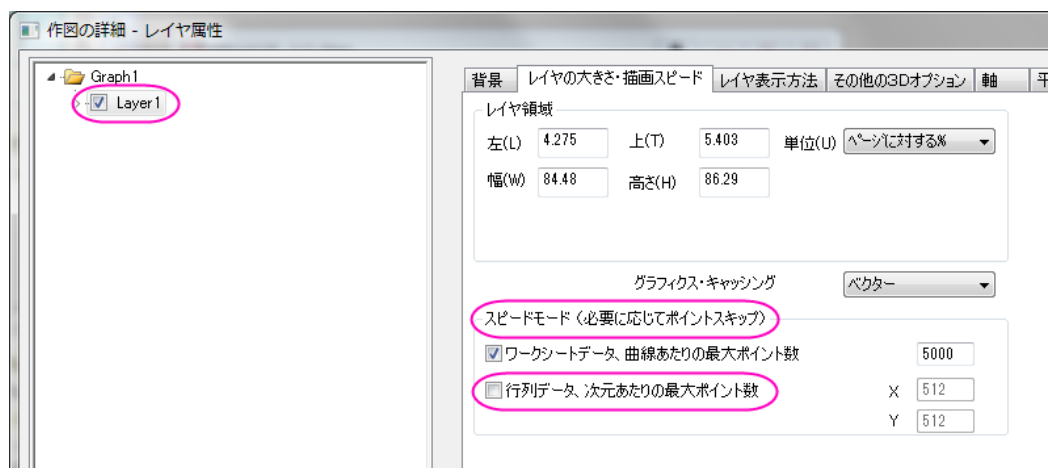 作図の詳細 - レイヤ属性
Graph1
Layer1
背景 レイヤの大きさ・描画スピード レイヤ表示方法 その他の3Dオプション 軸 平
レイヤ領域
左(L) 4.275 上(T) 5.403 単位(U) ページに対する%
幅(W) 84.48 高さ(H) 86.29
グラフィクス・キャッシング ベクター
スピードモード(必要に応じてポイントスキップ)
ワークシートデータ、曲線あたりの最大ポイント数 5000
行列データ、次元あたりの最大ポイント数 X 512
Y 512